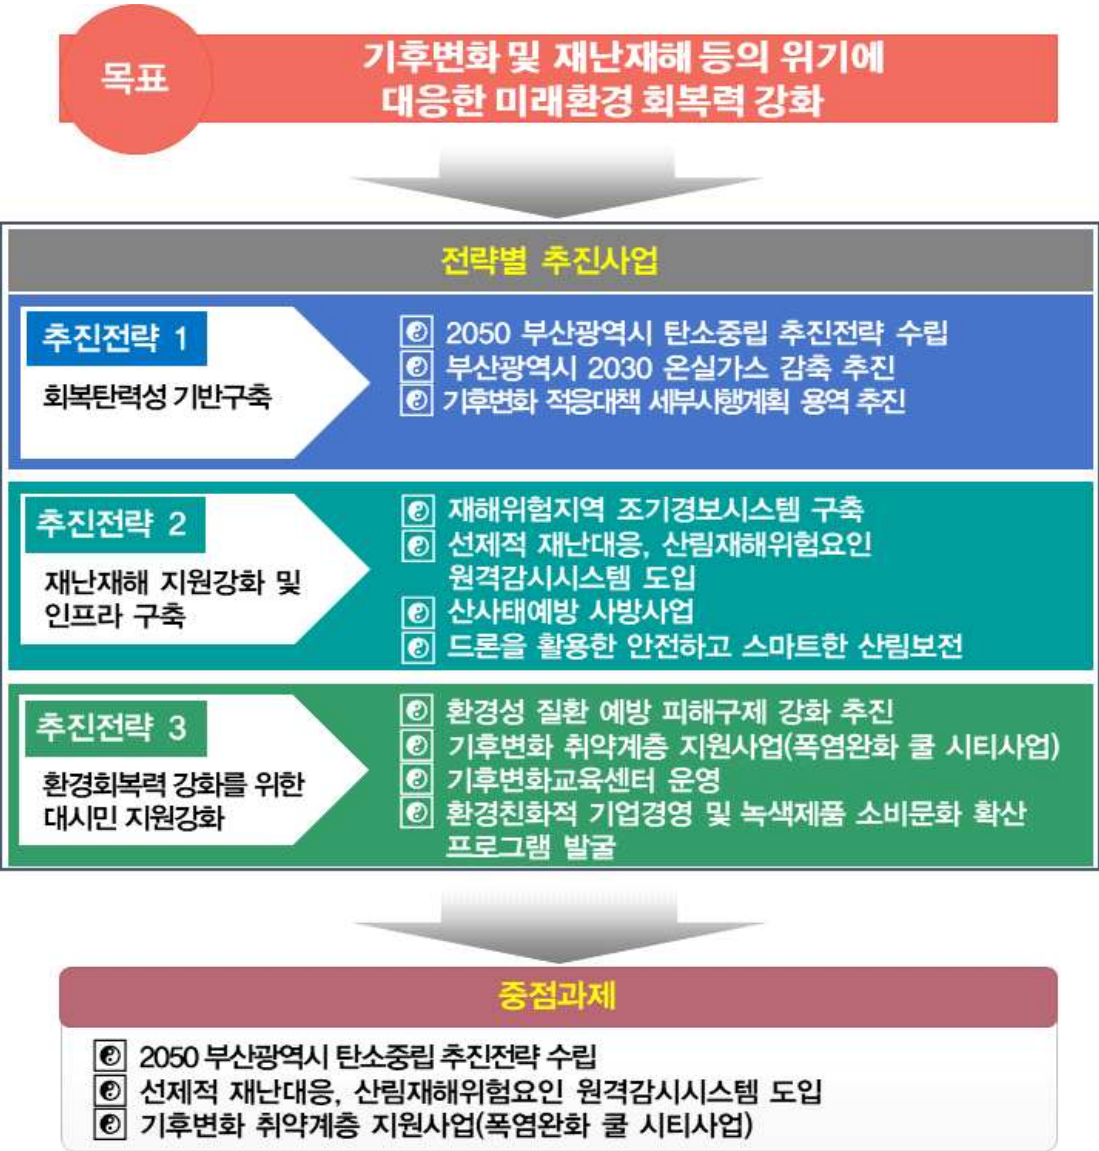 목표
기후변화 및 재난재해 등의 위기에
대응한 미래환경 회복력 강화
전략별 추진사업
추진전략 1
회복탄력성 기반구축
2050 부산광역시 탄소중립 추진전략 수립
부산광역시 2030 온실가스 감축 추진
기후변화 적응대책 세부시행계획 용역 추진
추진전략 2
재난재해 지원강화 및
인프라 구축
재해위험지역 조기경보시스템 구축
선제적 재난대응, 산림재해위험요인
원격감시시스템 도입
산사태예방 사방사업
드론을 활용한 안전하고 스마트한 산림보전
추진전략 3
환경회복력 강화를 위한
대시민 지원강화
환경성 질환 예방 피해구제 강화 추진
기후변화 취약계층 지원사업(폭염완화 쿨 시티사업)
기후변화교육센터 운영
환경친화적 기업경영 및 녹색제품 소비문화 확산
프로그램 발굴
중점과제
2050 부산광역시 탄소중립 추진전략 수립
선제적 재난대응, 산림재해위험요인 원격감시시스템 도입
기후변화 취약계층 지원사업(폭염완화 쿨 시티사업)